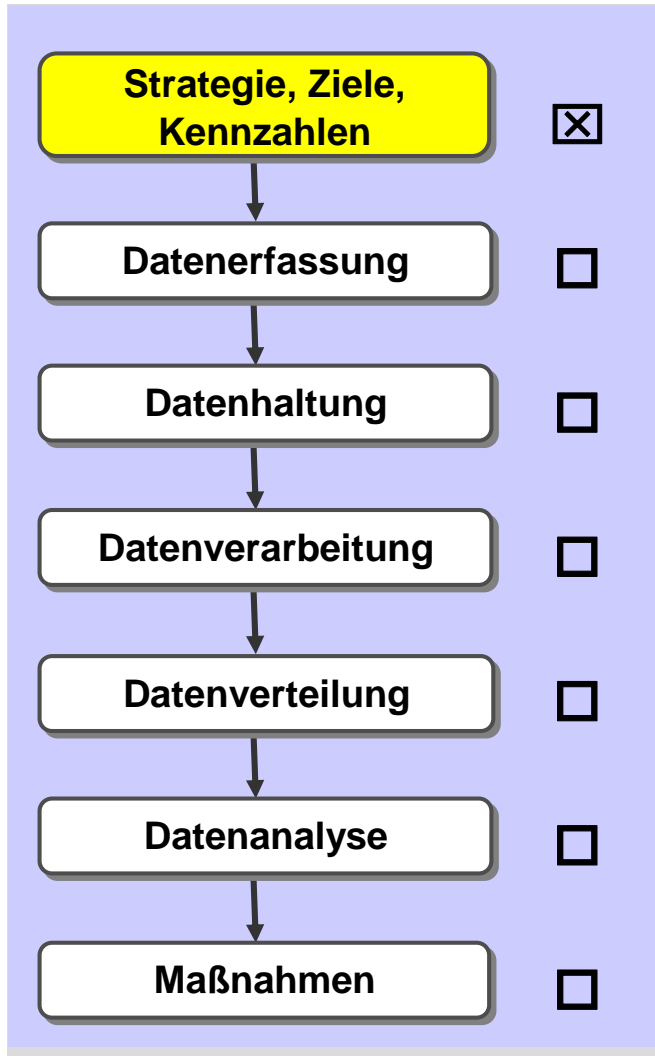 Strategie, Ziele,
Kennzahlen
Datenerfassung
Datenhaltung
Datenverarbeitung
Datenverteilung
Datenanalyse
Maßnahmen